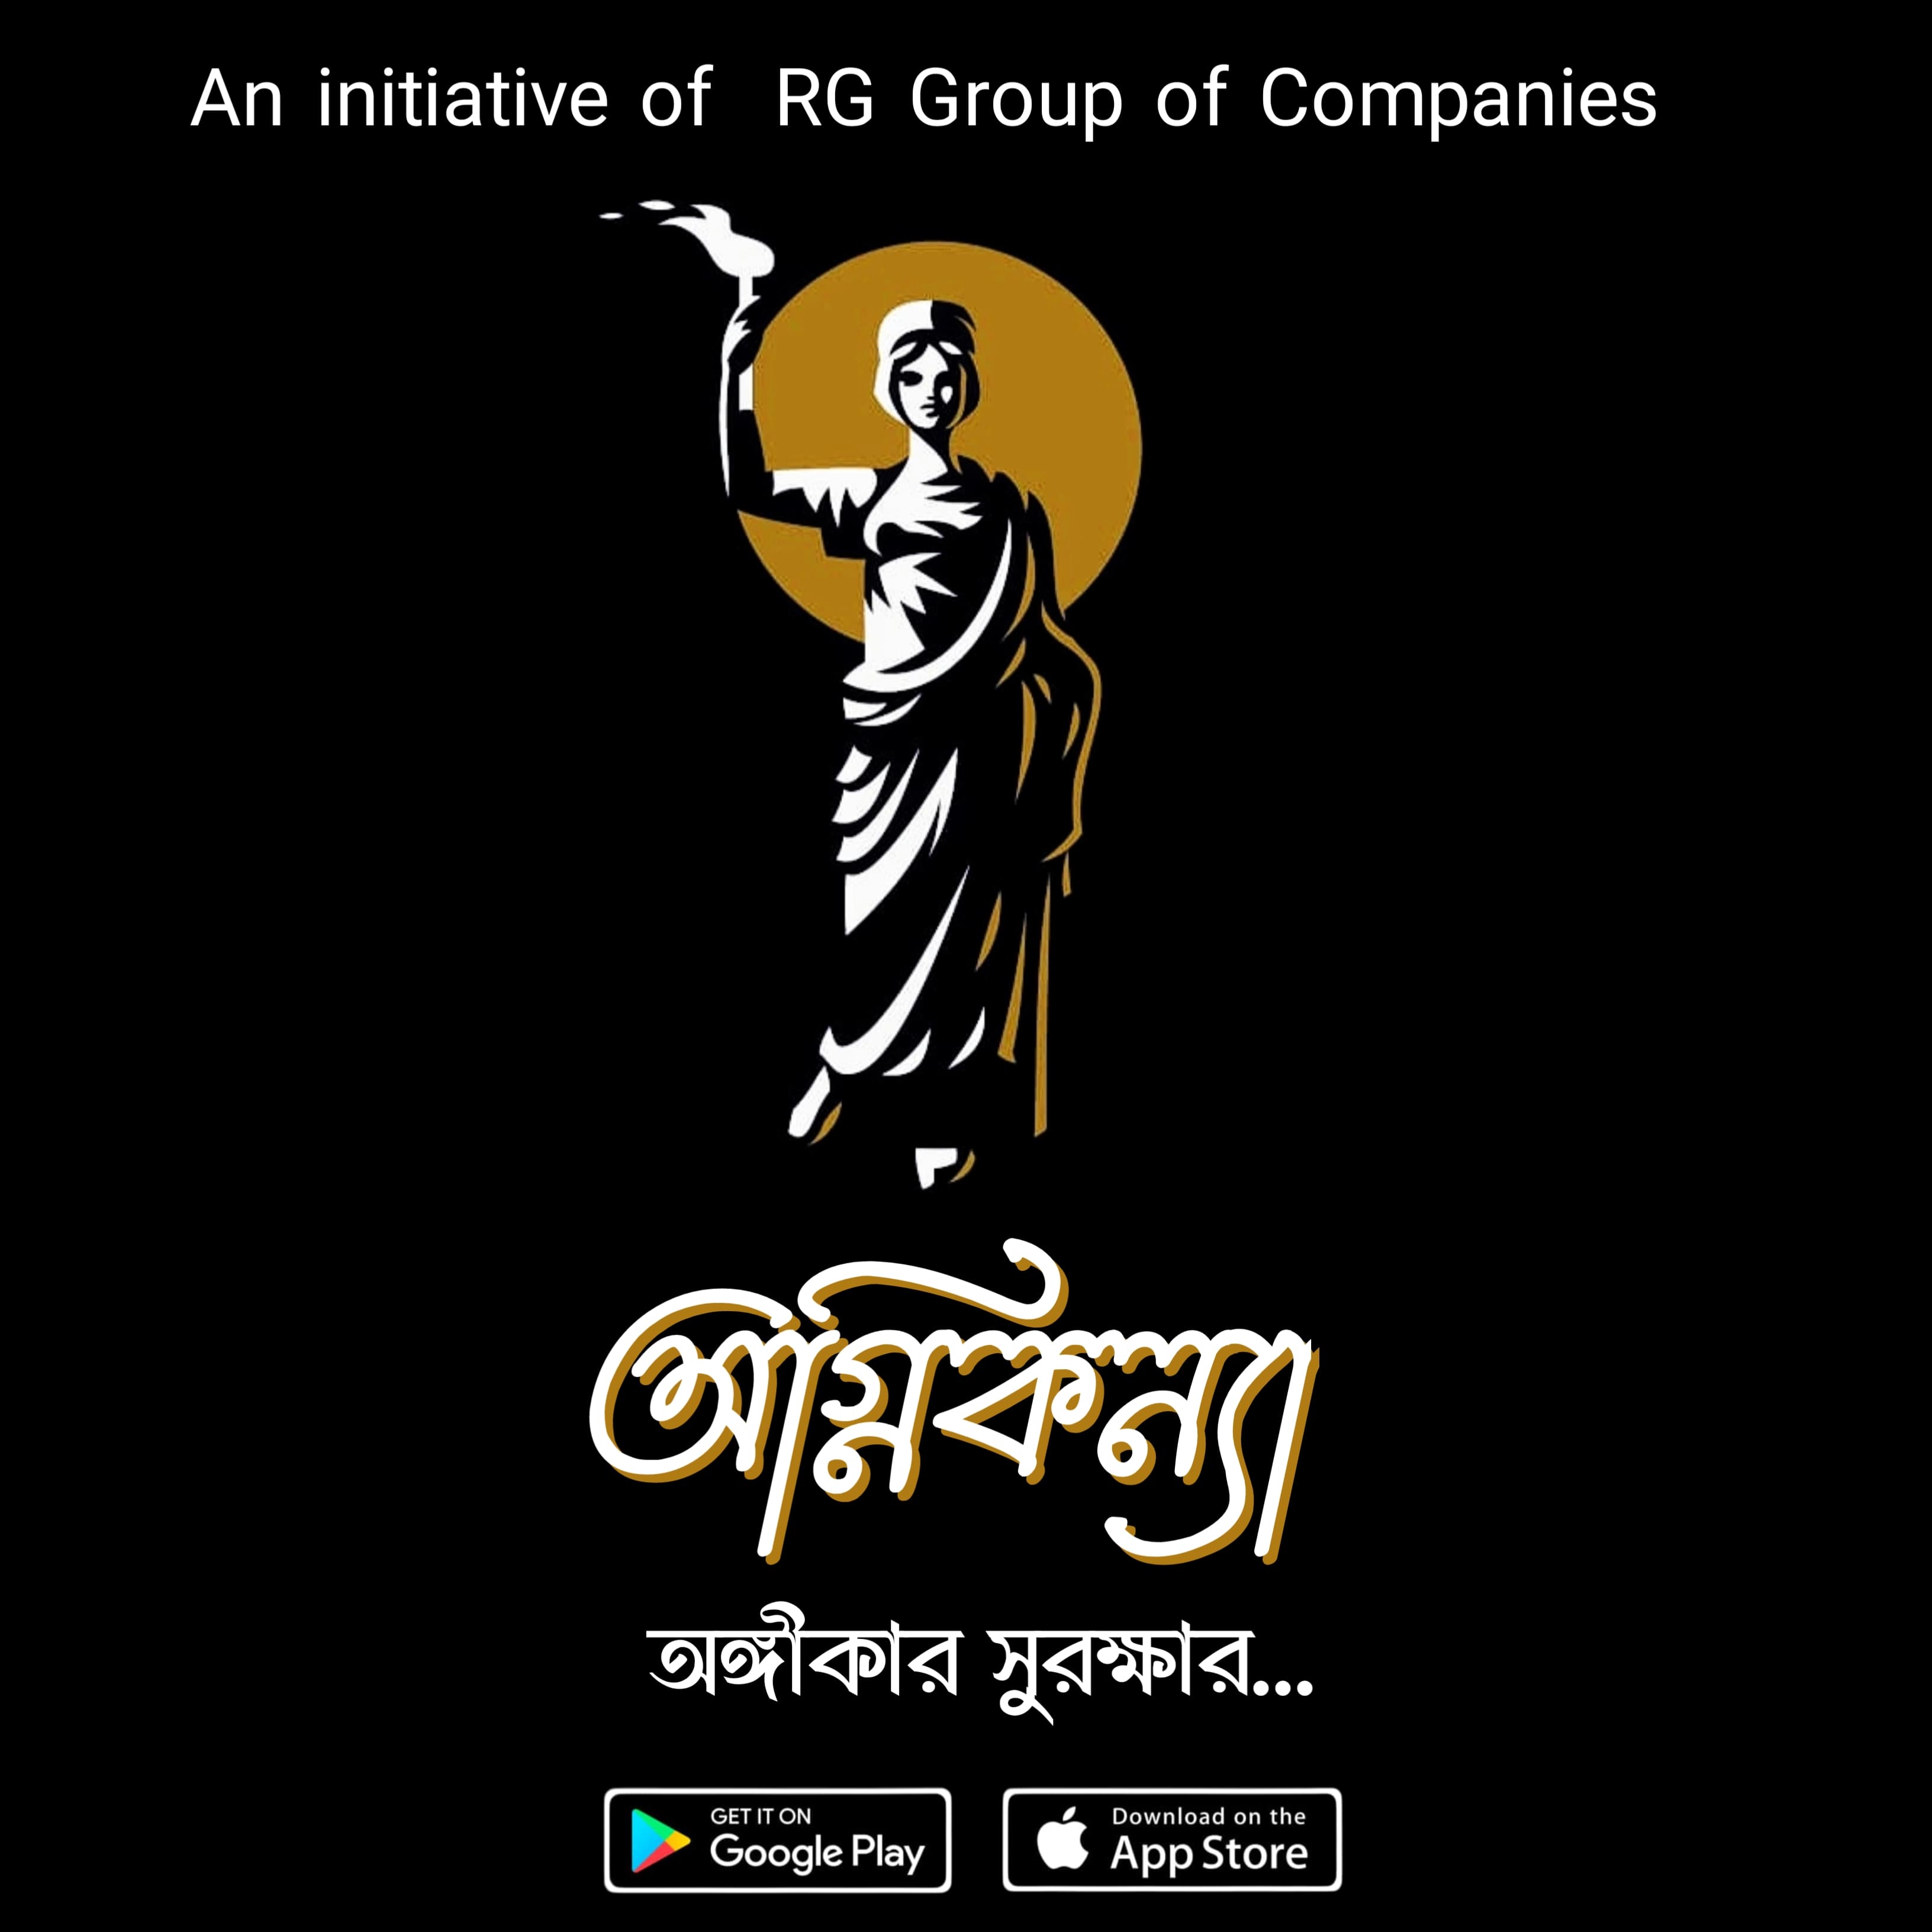 An initiative of RG Group of Companies
অগ্নিকন্যা
অঙ্গীকার সুরক্ষার...
GET IT ON
Google Play
Download on the
App Store